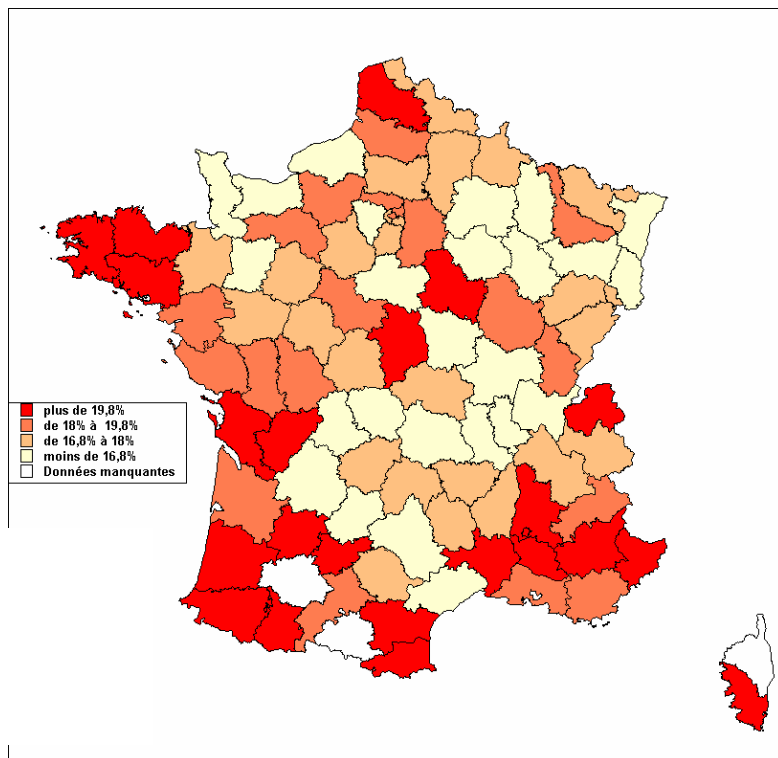 plus de 19,8%
de 18% à 19,8%
de 16,8% à 18%
moins de 16,8%
Données manquantes